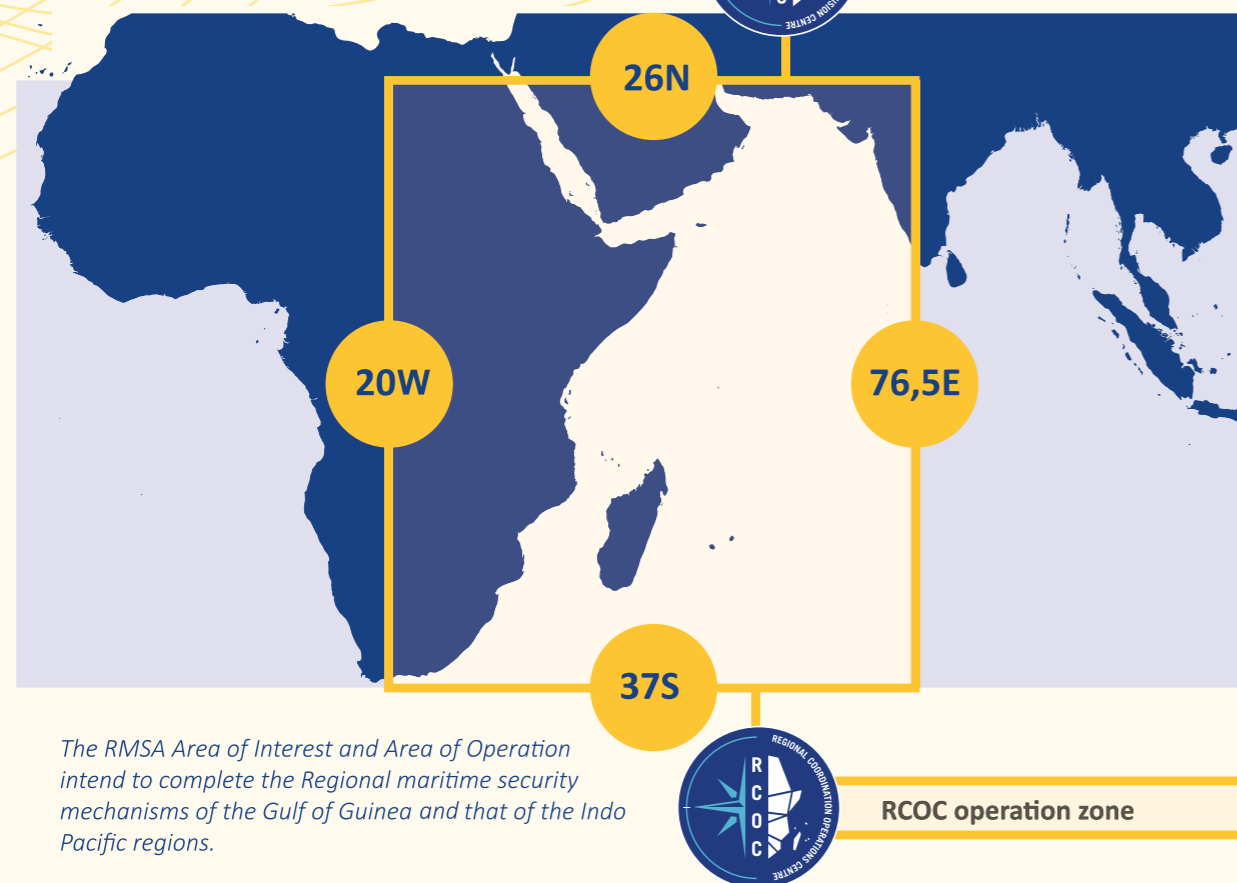 ISION CENTRE
26N
20W
76,5E
37S
The RMSA Area of Interest and Area of Operation
intend to complete the Regional maritime security
mechanisms of the Gulf of Guinea and that of the Indo
Pacific regions.
RCOC
REGIONAL COORDINATION OPERATIONS CENTRE
RCOC operation zone